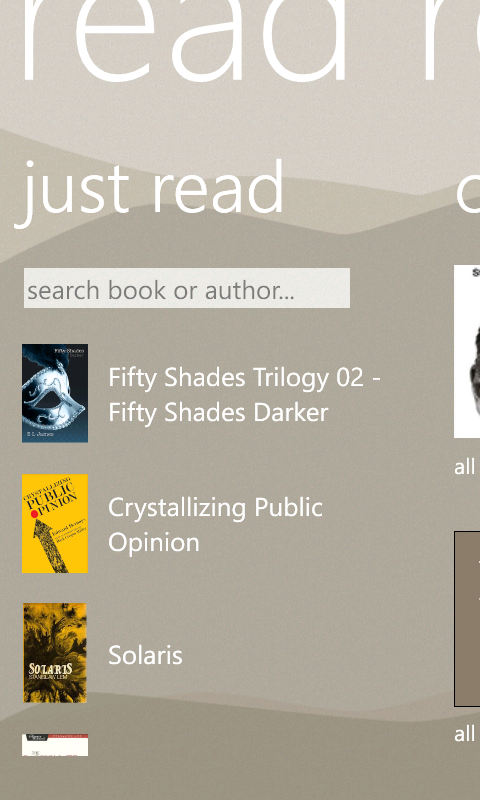 read r
just read
search book or author...
Fifty Shades
Fifty Shades Trilogy 02 -
Fifty Shades Darker
E L James
CRYSTALLIZING
PUBLIC
OPINION
Edward Bernays
Crystallizing Public
Opinion
SOLARIS
STANISLAW LEM
Solaris
all
all